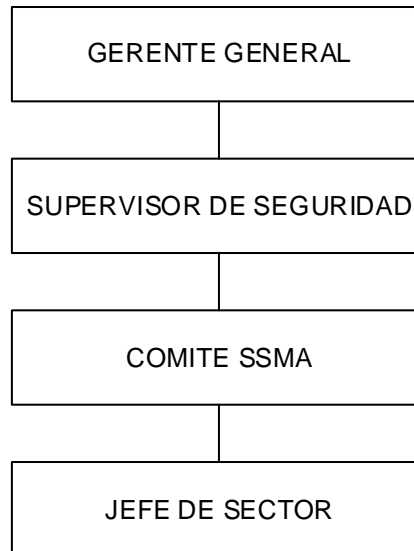 GERENTE GENERAL
SUPERVISOR DE SEGURIDAD
COMITE SSMA
JEFE DE SECTOR